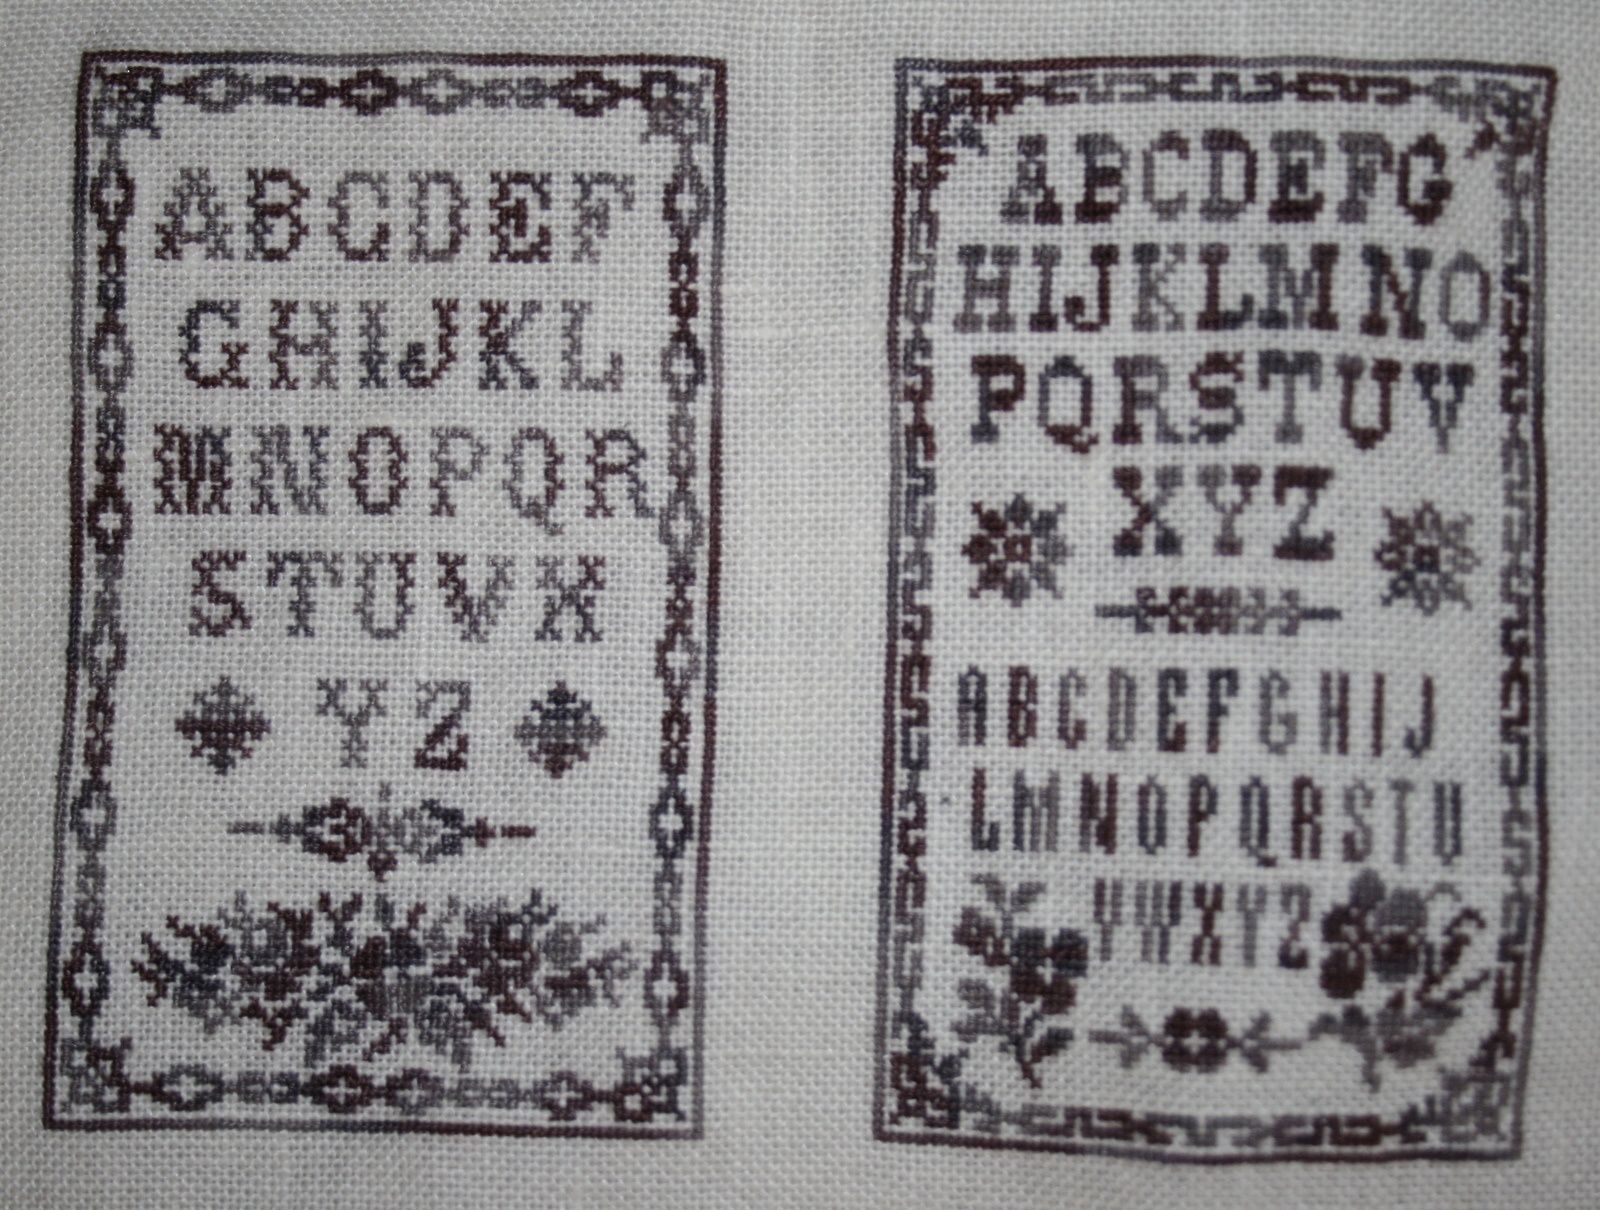 ABCDEF
GHIJKL
MNOPQR
STUVX
YZ
ABCDEFG
HIJKLMNO
PQRSTUV
XYZ
ABCDEFGHIJ
LMNOPQRSTU
VWXYZ